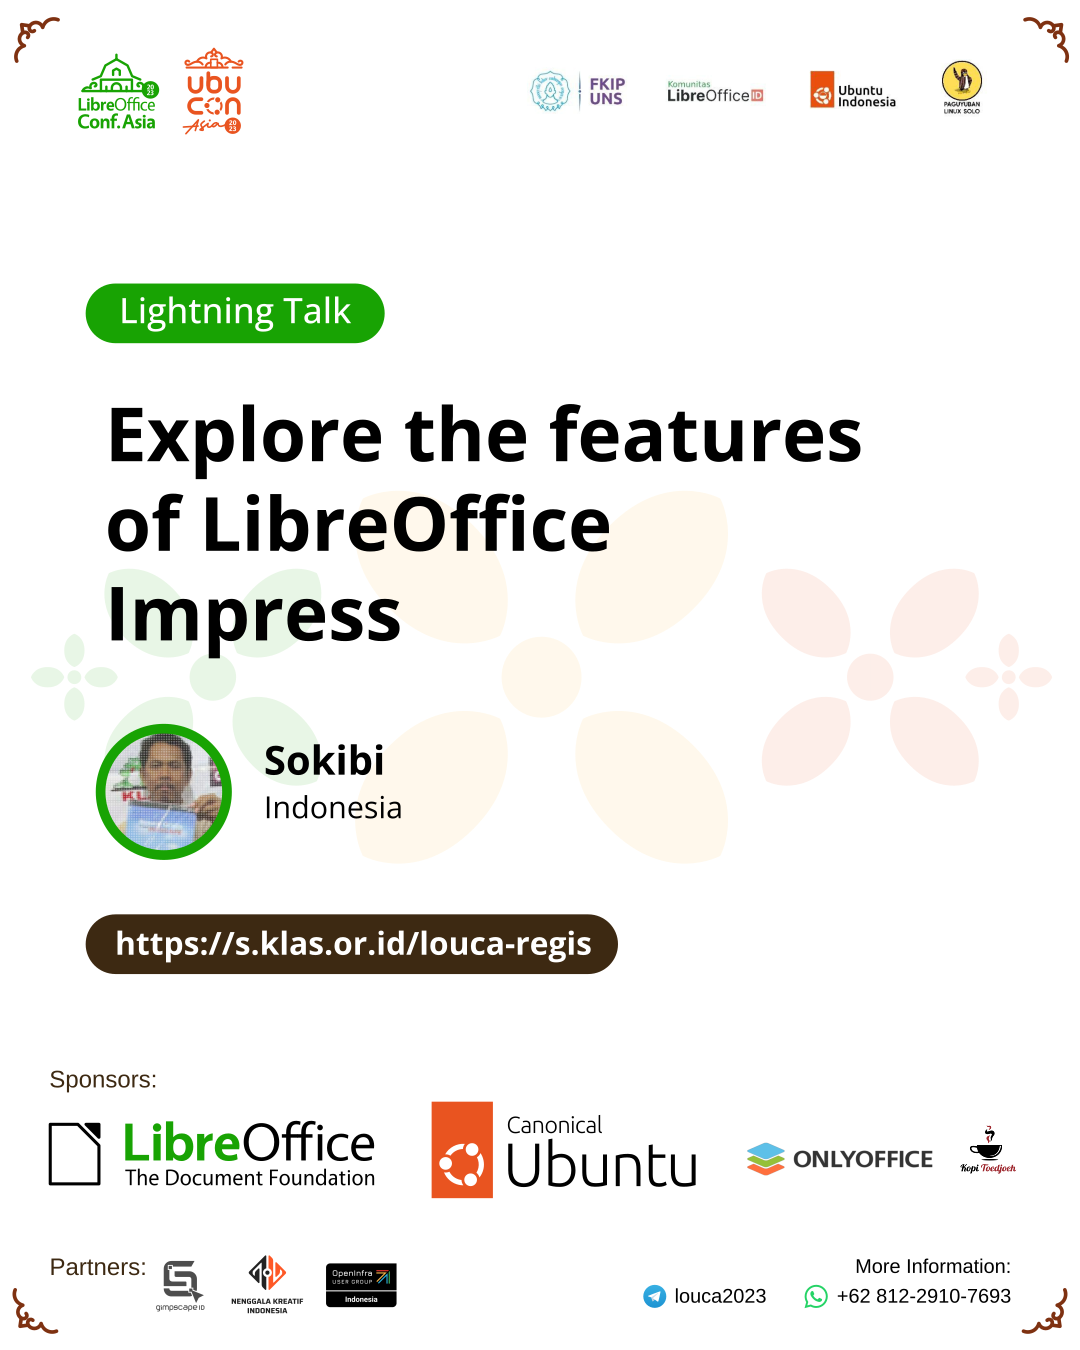 LibreOffice
Conf. Asia
2023
ubu
con
Asia
2023
FKIP
UNS
Komunitas
LibreOffice ID
Ubuntu
Indonesia
PAGUYUBAN
LINUX SOLO
Lightning Talk
Explore the features
of LibreOffice
Impress
Sokibi
Indonesia
https://s.klas.or.id/louca-regis
Sponsors:
LibreOffice
The Document Foundation
Canonical
Ubuntu
ONLYOFFICE
Kopi Toedjoeh
Partners:
gimpscape ID
NENGGALA KREATIF
INDONESIA
OpenInfra
USER GROUP
Indonesia
More Information:
louca2023
+62 812-2910-7693